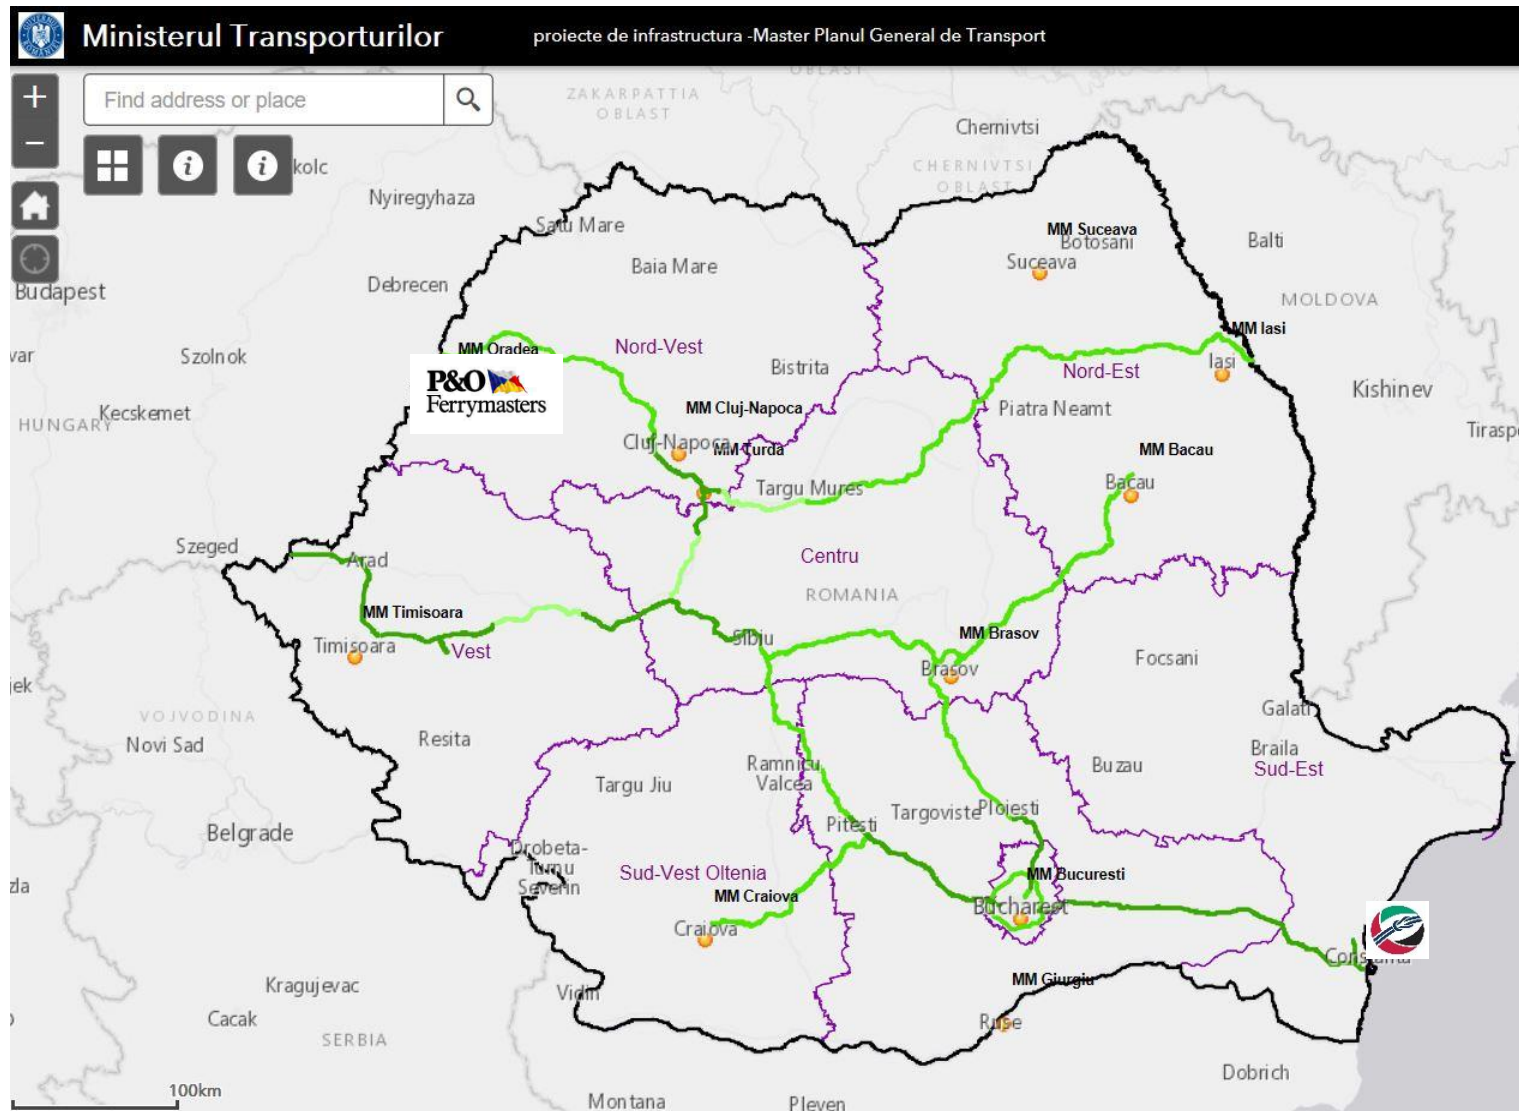 Ministerul Transporturilor
proiecte de infrastructura -Master Planul General de Transport
+
Find address or place
−
OBLAST
ZAKARPATTIA
OBLAST
Chernivtsi
CHERNIVTSI
OBLAST
kolc
Nyiregyhaza
Satu Mare
MM Suceava
Botosani
Balti
Suceava
Baia Mare
Debrecen
Budapest
MOLDOVA
MM Iasi
var
Szolnok
MM Oradea
Nord-Vest
Bistrita
Nord-Est
Iasi
P&O
Ferrymasters
Kishinev
Kecskemet
HUNGARY
MM Cluj-Napoca
Piatra Neamt
Tirasp
Cluj-Napoca
MM Turda
MM Bacau
Targu Mures
Bacau
Szeged
Arad
Centru
ROMANIA
MM Timisoara
MM Brasov
Timisoara
Vest
Sibiu
Brasov
Focsani
jek
VOJVODINA
Novi Sad
Resita
Galati
Braila
Sud-Est
Ramnicu
Valcea
Targu Jiu
Buzau
Targoviste
Ploiesti
Pitesti
Belgrade
Drobeta-
Turnu
Severin
Sud-Vest Oltenia
MM Bucuresti
zla
MM Craiova
Bucharest
Craiova
Constanta
Kragujevac
Vidin
MM Giurgiu
Cacak
Ruse
SERBIA
Dobrich
100km
Montana
Pleven